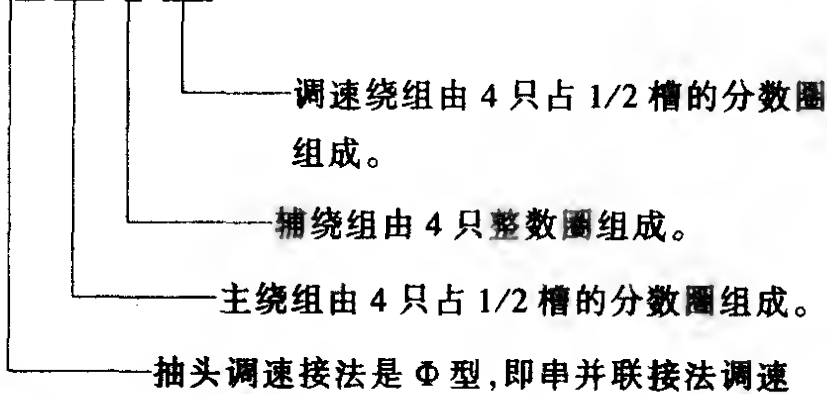 调速绕组由 4 只占 1/2 槽的分数圈
组成。
辅绕组由 4 只整数圈组成。
主绕组由 4 只占 1/2 槽的分数圈组成。
抽头调速接法是 Φ 型,即串并联接法调速